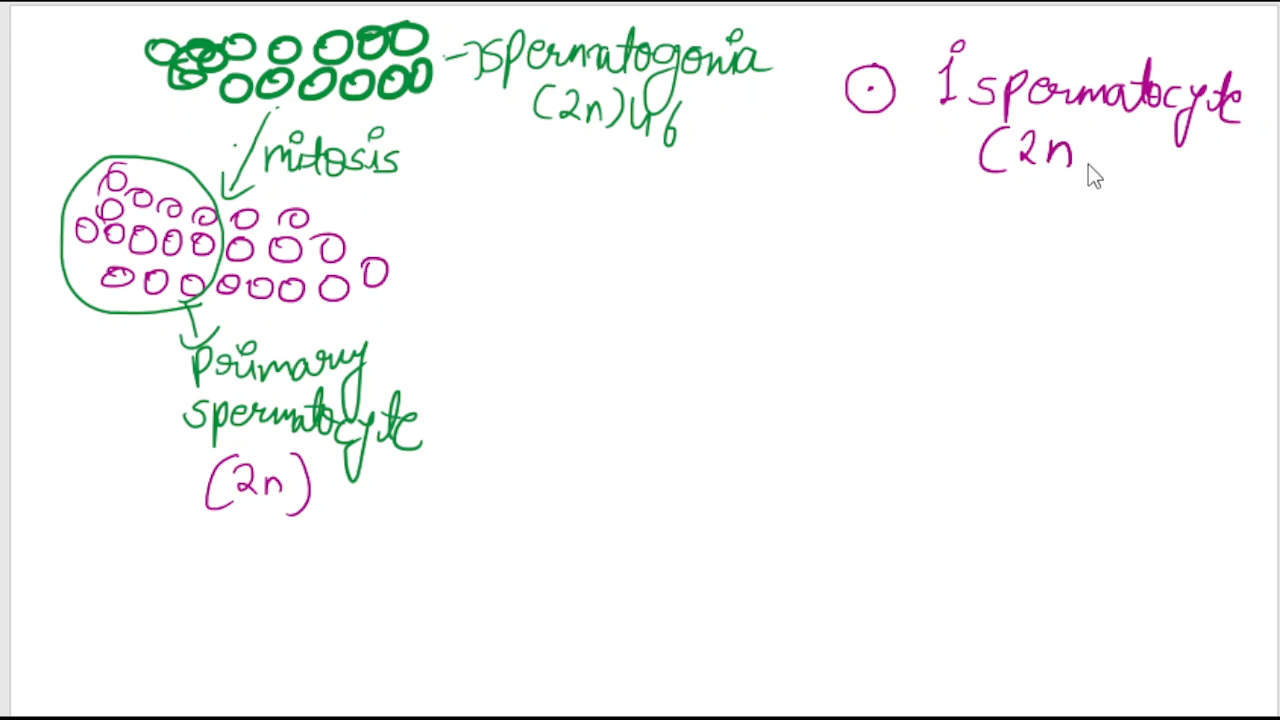 spermatogonia
(2n) 46
mitosis
Primary
spermatocyte
(2n)
1 spermatocyte
(2n